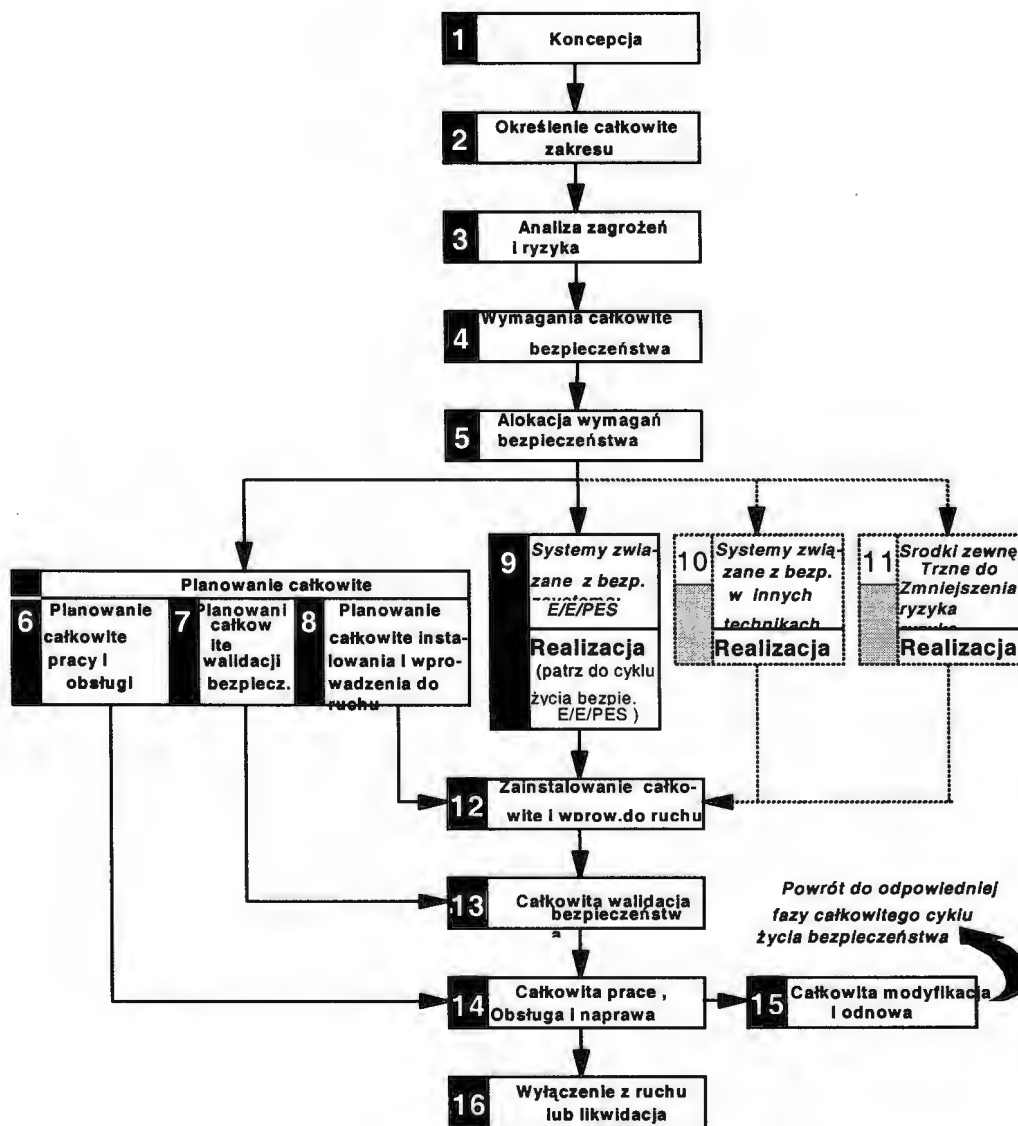 1
Koncepcja
2
Określenie całkowite
zakresu
3
Analiza zagrożeń
i ryzyka
4
Wymagania całkowite
bezpieczeństwa
5
Alokacja wymagań
bezpieczeństwa
Planowanie całkowite
6
Planowanie
całkowite
pracy i
obsługi
7
Planowani
całkow
ite
walidacji
bezpiecz.
8
Planowanie
całkowite insta-
lowania i wpro-
wadzenia do
ruchu
9
Systemy zwią-
zane z bezp.
E/E/PES
Realizacja
(patrz do cyklu
życia bezpie.
E/E/PES )
10
Systemy zwią-
zane z bezp.
w innych
technikach
Realizacja
11
Srodki zewnę
Trzne do
Zmniejszenia
ryzyka
Realizacja
12
Zainstalowanie całko-
wite i wprow.do ruchu
13
Całkowita walidacja
bezpieczeństw
a
14
Całkowita prace ,
Obsługa i naprawa
15
Całkowita modyfikacja
i odnowa
Powrót do odpowiedniej
fazy całkowitego cyklu
życia bezpieczeństwa
16
Wyłączenie z ruchu
lub likwidacja